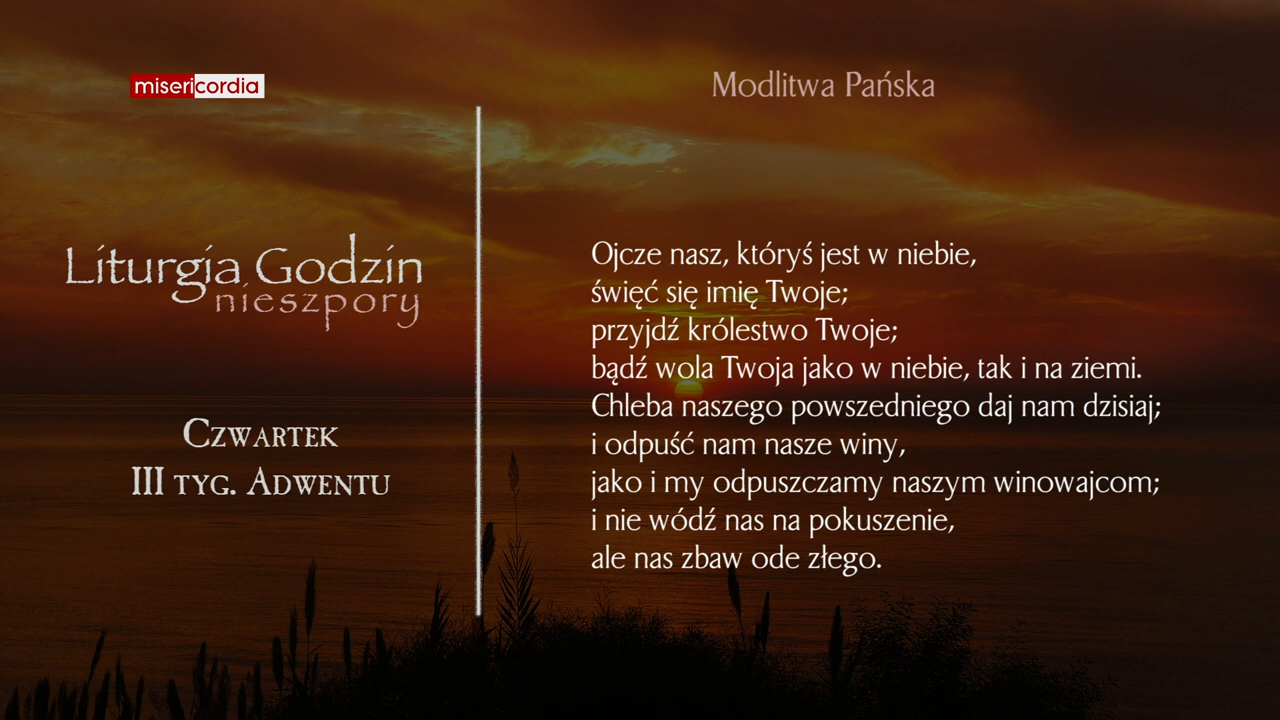 misericordia
Liturgia Godzin
nieszpory
Czwartek
III tyg. Adwentu
Modlitwa Pańska
Ojcze nasz, któryś jest w niebie,
święć się imię Twoje;
przyjdź królestwo Twoje;
bądź wola Twoja jako w niebie, tak i na ziemi.
Chleba naszego powszedniego daj nam dzisiaj;
i odpuść nam nasze winy,
jako i my odpuszczamy naszym winowajcom;
i nie wódź nas na pokuszenie,
ale nas zbaw ode złego.